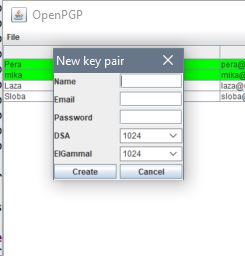 OpenPGP
File
New key pair
Name
Email
Password
DSA 1024
ElGammal 1024
Create Cancel
Pera pera@
mika mika@
Laza laza@
Sloba sloba@